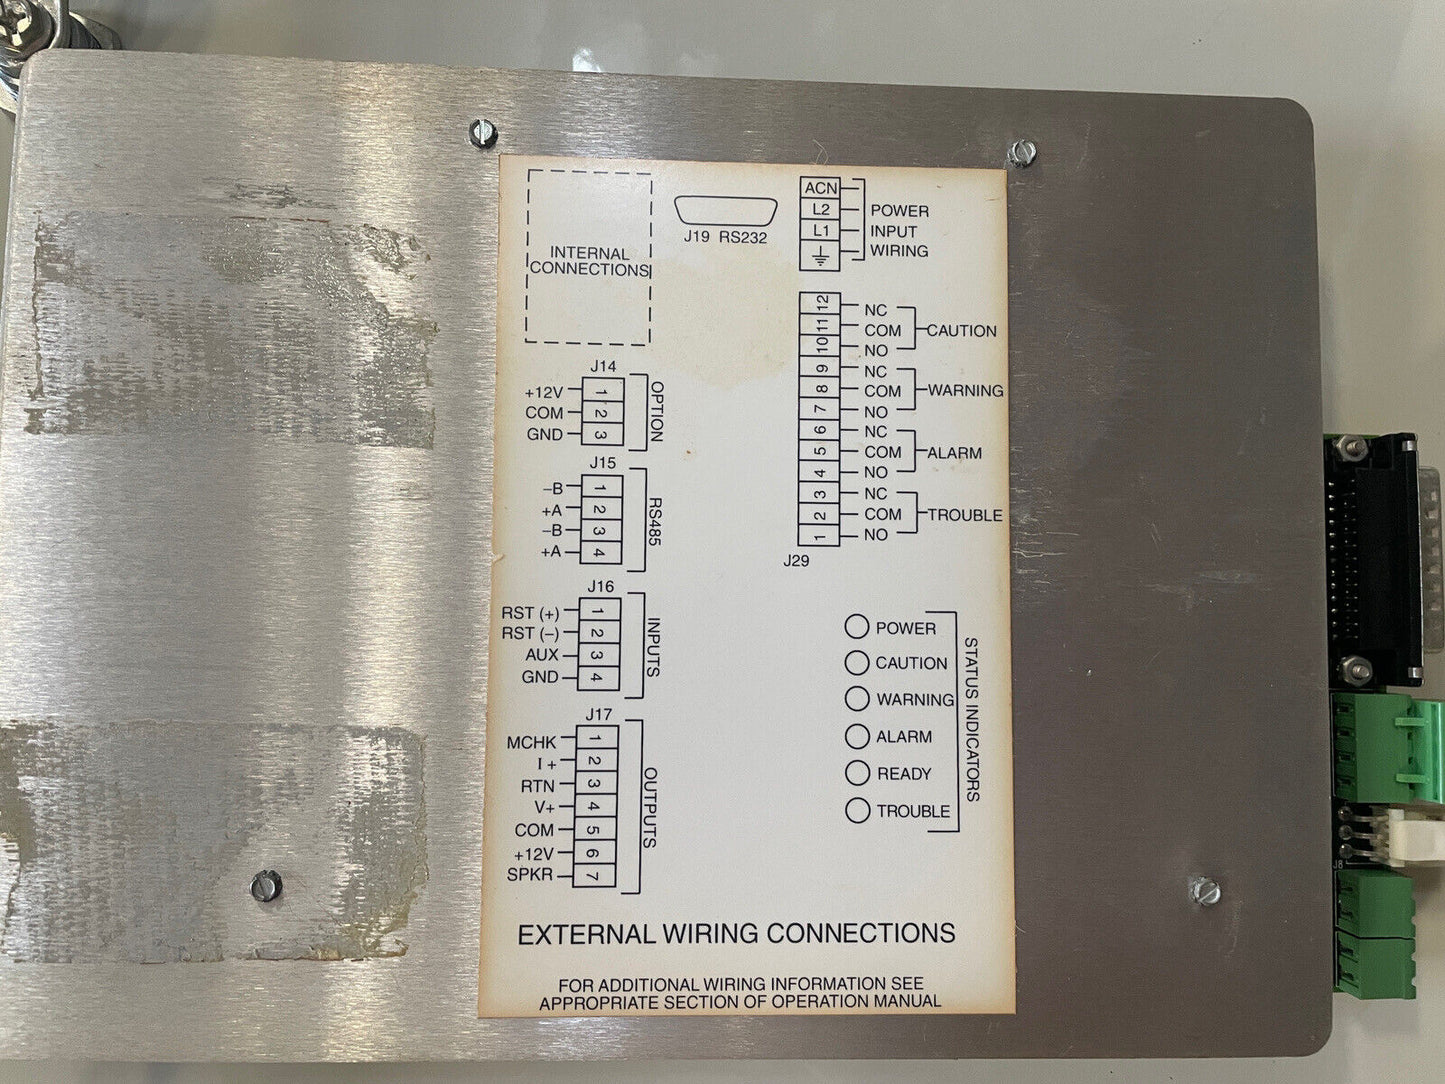 INTERNAL
CONNECTIONS
J19 RS232
ACN
L2
L1
POWER
INPUT
WIRING
12 NC
11 COM CAUTION
10 NO
9 NC
8 COM WARNING
7 NO
6 NC
5 COM ALARM
4 NO
3 NC
2 COM TROUBLE
1 NO
J29
J14
+12V 1
COM 2
GND 3
OPTION
J15
–B 1
+A 2
–B 3
+A 4
RS485
J16
RST (+) 1
RST (–) 2
AUX 3
GND 4
INPUTS
J17
MCHK 1
I + 2
RTN 3
V+ 4
COM 5
+12V 6
SPKR 7
OUTPUTS
POWER
CAUTION
WARNING
ALARM
READY
TROUBLE
STATUS INDICATORS
EXTERNAL WIRING CONNECTIONS
FOR ADDITIONAL WIRING INFORMATION SEE
APPROPRIATE SECTION OF OPERATION MANUAL
J8